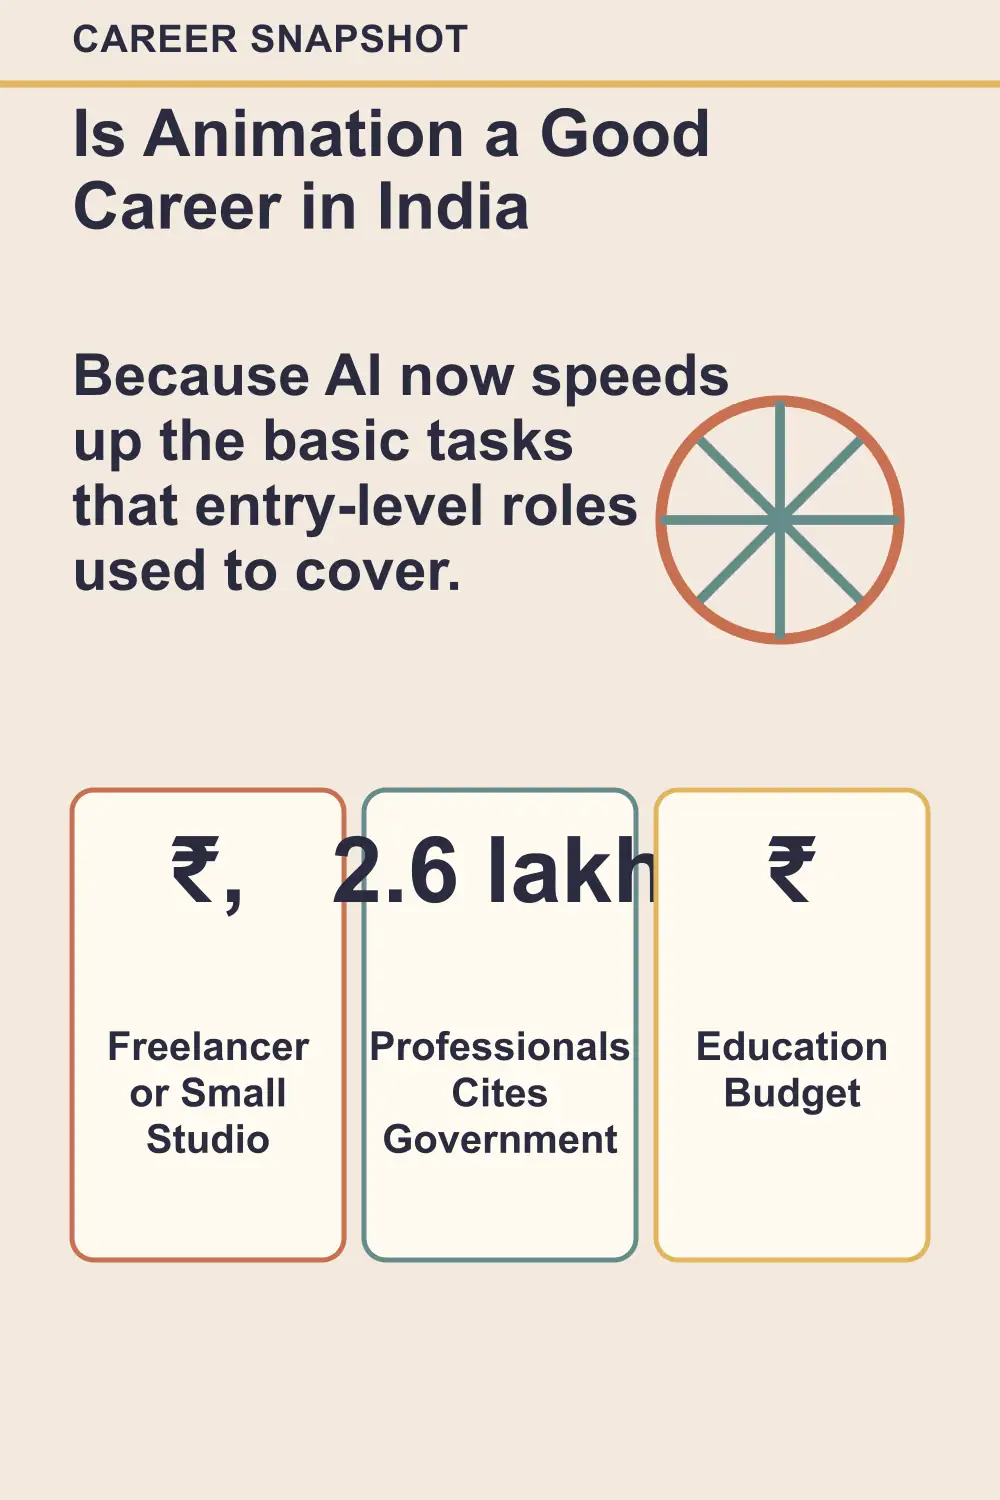 CAREER SNAPSHOT
Is Animation a Good
Career in India
Because AI now speeds
up the basic tasks
that entry-level roles
used to cover.
₹,
2.6 lakh
₹
Freelancer
or Small
Studio
Professionals
Cites
Government
Education
Budget